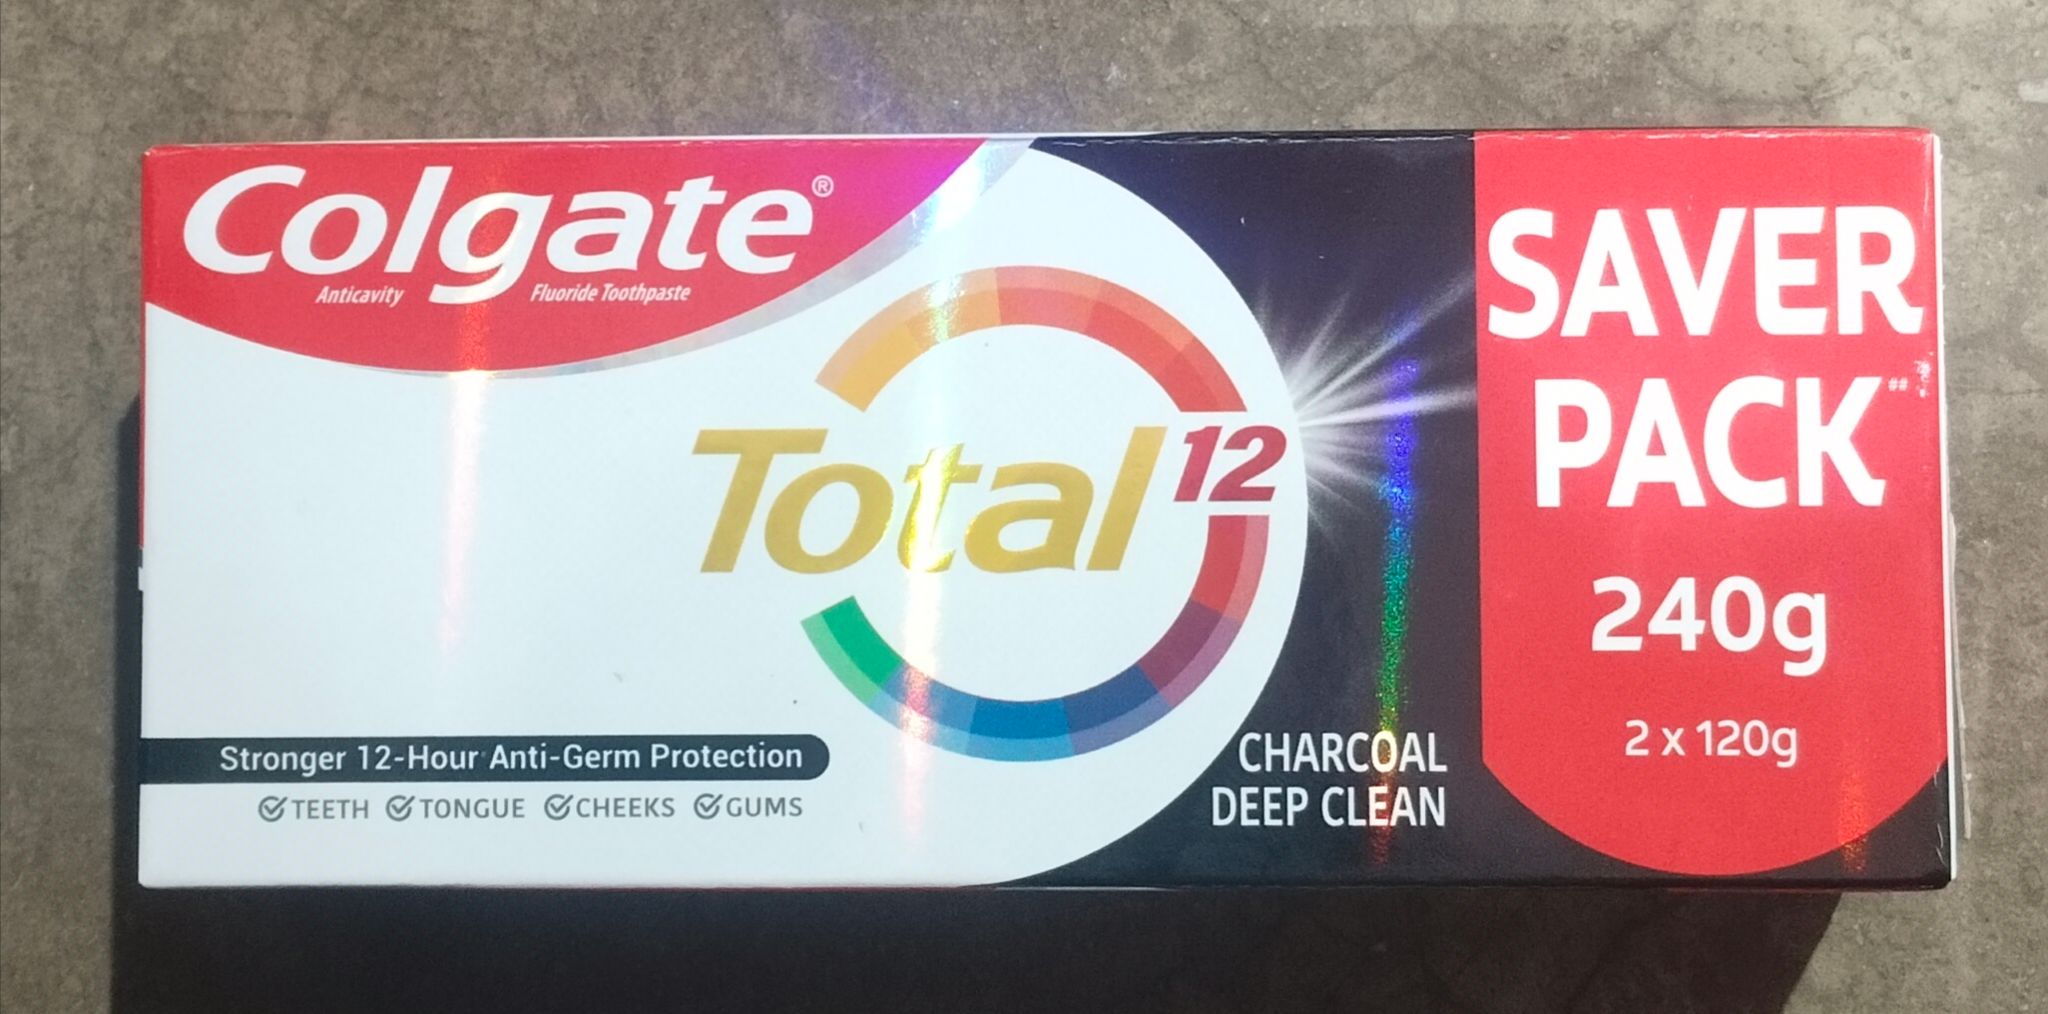 Colgate®
Anticavity Fluoride Toothpaste
Total 12
Stronger 12-Hour Anti-Germ Protection
TEETH TONGUE CHEEKS GUMS
CHARCOAL
DEEP CLEAN
SAVER
PACK##
240g
2 x 120g